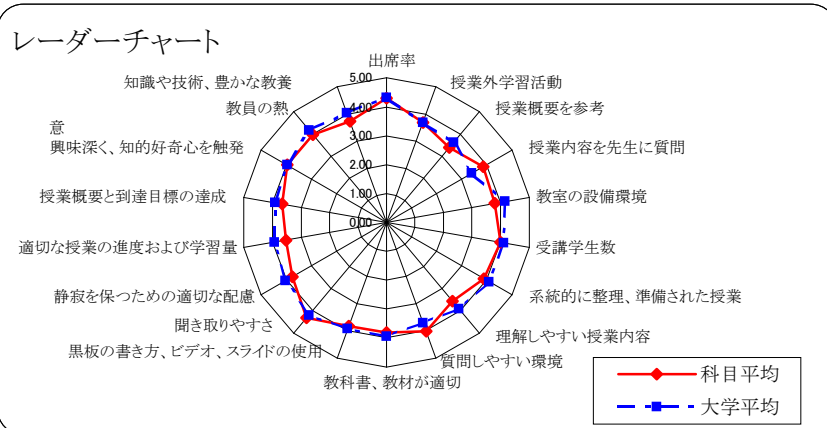 レーダーチャート
出席率
授業外学習活動
授業概要を参考
授業内容を先生に質問
教室の設備環境
受講学生数
系統的に整理、準備された授業
理解しやすい授業内容
質問しやすい環境
教科書、教材が適切
黒板の書き方、ビデオ、スライドの使用
聞き取りやすさ
静寂を保つための適切な配慮
適切な授業の進度および学習量
授業概要と到達目標の達成
興味深く、知的好奇心を触発
意
教員の熱
知識や技術、豊かな教養
5.00
4.00
3.00
2.00
1.00
0.00
科目平均
大学平均